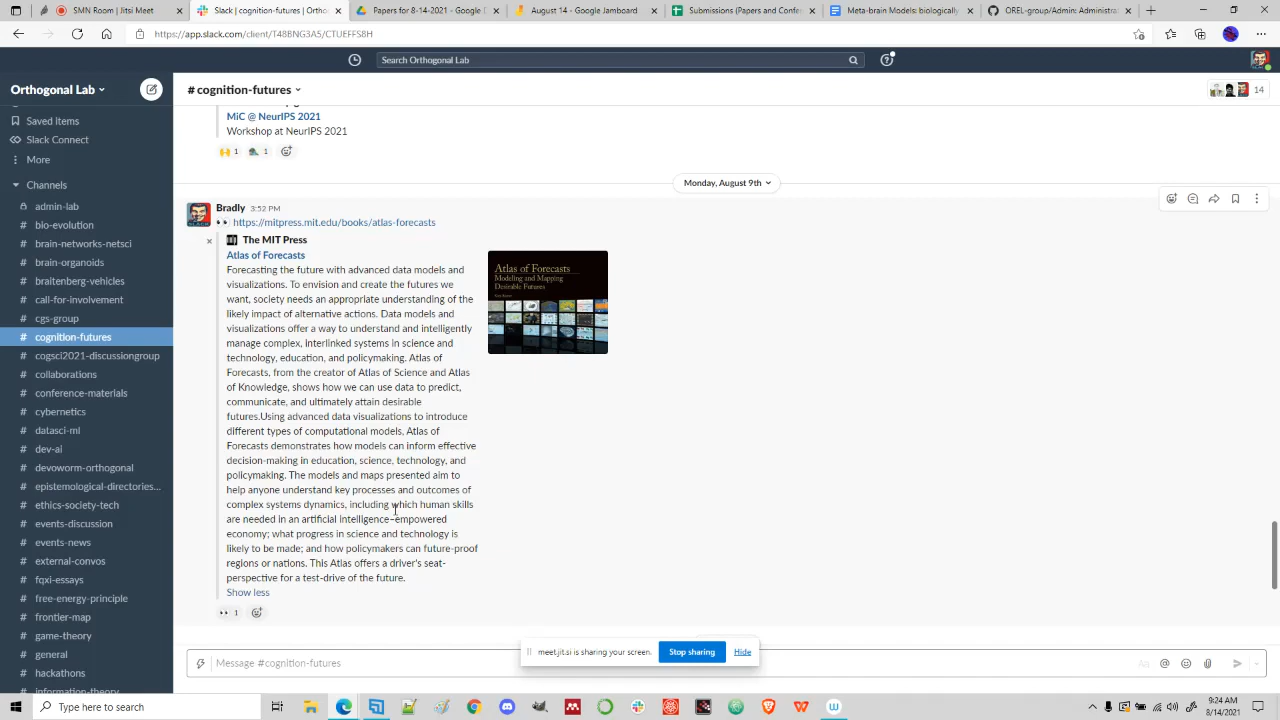 Saturday Morning NeuroSim Meet
Slack | cognition-futures | Orthogo
Papers for 8-14-2021 - Google D
August 14 - Google Jamboard
Submission (Papers and Confere
Meta-brain Models: biologically-i
OREL-group/Admin: Administrat
https://app.slack.com/client/T48BNG3A5/CTUEFFS8H
Search Orthogonal Lab
Orthogonal Lab
# cognition-futures
14
Saved items
Slack Connect
More
Channels
admin-lab
# bio-evolution
# brain-networks-netsci
# brain-organoids
# braitenberg-vehicles
# call-for-involvement
# cgs-group
# cognition-futures
# cogsci2021-discussiongroup
# collaborations
# conference-materials
# cybernetics
# datasci-ml
# dev-ai
# devoworm-orthogonal
# epistemological-directories...
# ethics-society-tech
# events-discussion
# events-news
# external-convos
# fqxi-essays
# free-energy-principle
# frontier-map
# game-theory
# general
# hackathons
# information-theory
MiC @ NeurIPS 2021
Workshop at NeurIPS 2021
1
1
Monday, August 9th
Bradly 3:52 PM
https://mitpress.mit.edu/books/atlas-forecasts
The MIT Press
Atlas of Forecasts
Forecasting the future with advanced data models and
visualizations. To envision and create the futures we
want, society needs an appropriate understanding of the
likely impact of alternative actions. Data models and
visualizations offer a way to understand and intelligently
manage complex, interlinked systems in science and
technology, education, and policymaking. Atlas of
Forecasts, from the creator of Atlas of Science and Atlas
of Knowledge, shows how we can use data to predict,
communicate, and ultimately attain desirable
futures.Using advanced data visualizations to introduce
different types of computational models, Atlas of
Forecasts demonstrates how models can inform effective
decision-making in education, science, technology, and
policymaking. The models and maps presented aim to
help anyone understand key processes and outcomes of
complex systems dynamics, including which human skills
are needed in an artificial intelligence-empowered
economy; what progress in science and technology is
likely to be made; and how policymakers can future-proof
regions or nations. This Atlas offers a driver's seat-
perspective for a test-drive of the future.
Show less
1
Atlas of Forecasts
Modeling and Mapping
Desirable Futures
meet.jit.si is sharing your screen.
Stop sharing
Hide
Message #cognition-futures
Type here to search
9:24 AM
8/14/2021